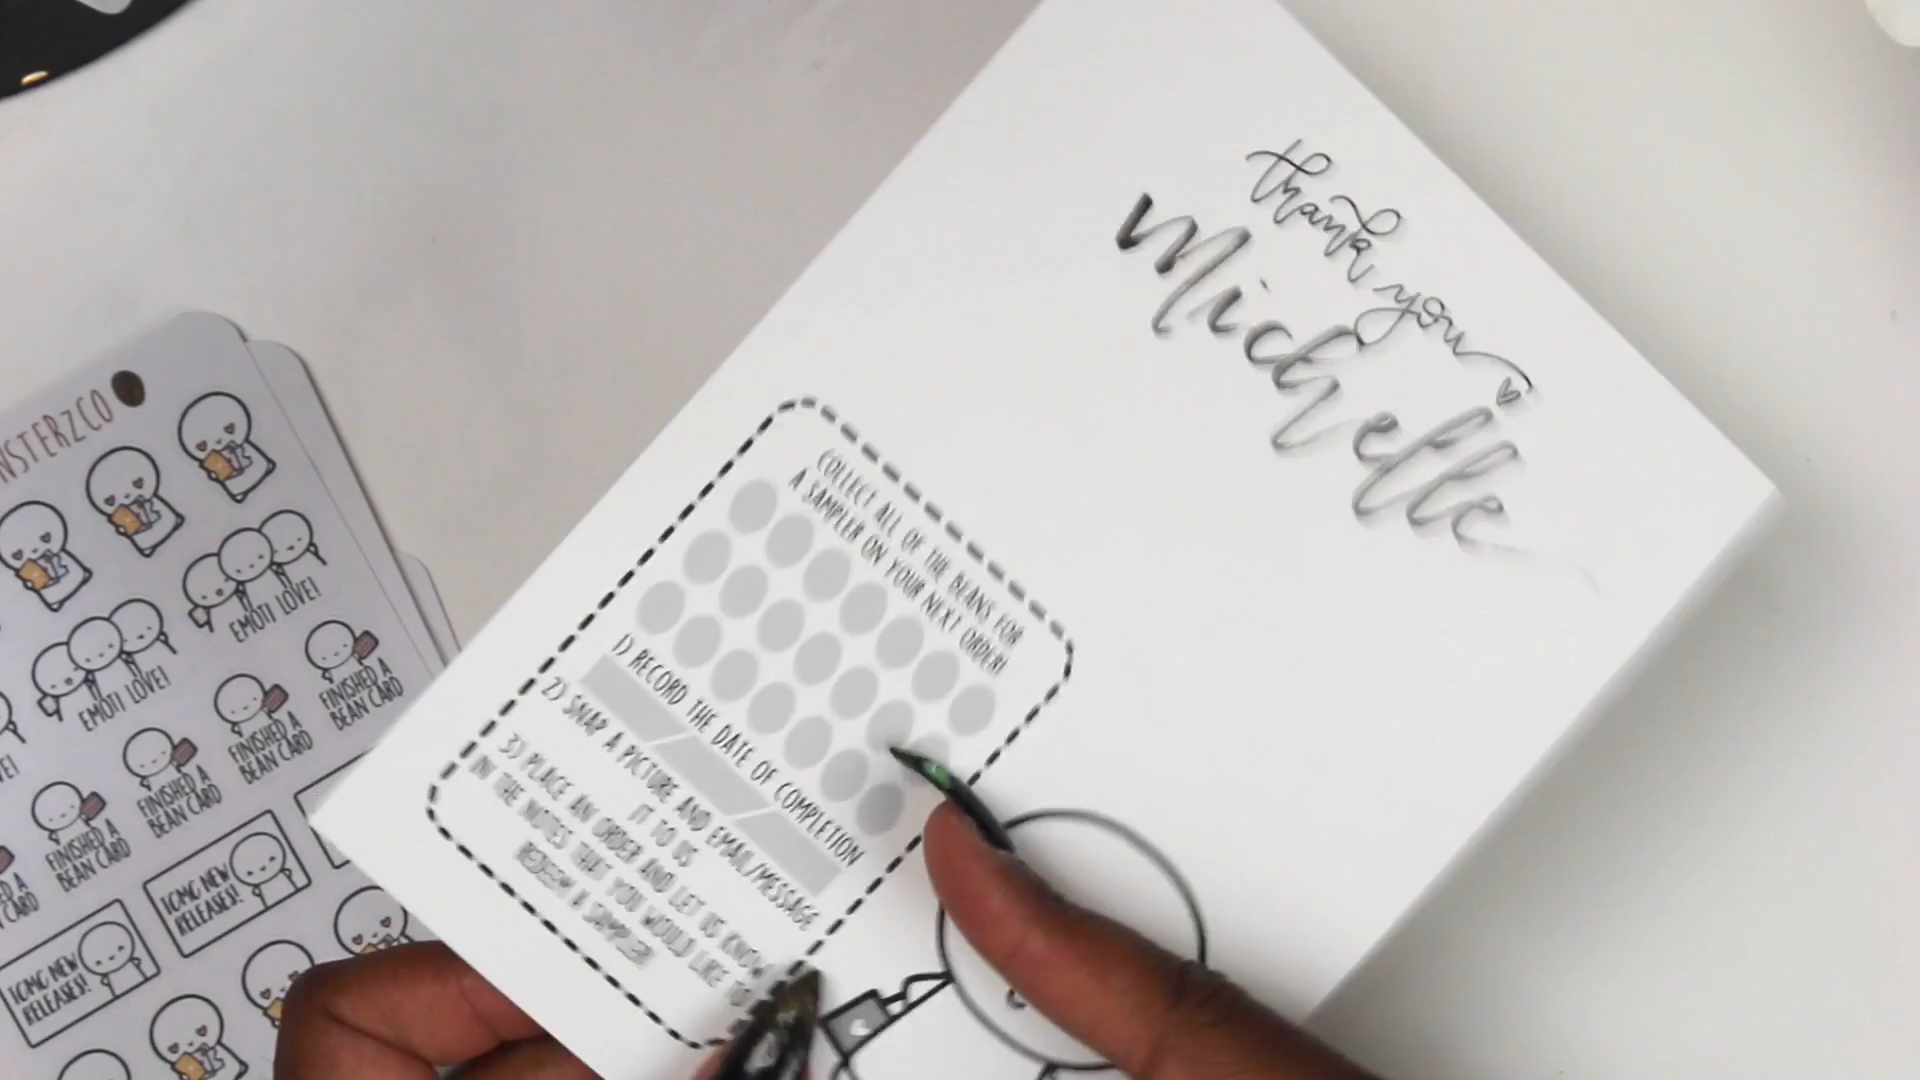 thank you
Michelle
COLLECT ALL OF THE BEANS FOR
A SAMPLER ON YOUR NEXT ORDER!
1) RECORD THE DATE OF COMPLETION
2) SNAP A PICTURE AND EMAIL/MESSAGE
IT TO US
3) PLACE AN ORDER AND LET US KNOW
IN THE NOTES THAT YOU WOULD LIKE TO
REDEEM A SAMPLER!
NSTERZCO
EMOTI LOVE!
EMOTI LOVE!
FINISHED A
BEAN CARD
FINISHED A
BEAN CARD
FINISHED A
BEAN CARD
FINISHED A
BEAN CARD
OMG NEW
RELEASES!
OMG NEW
RELEASES!